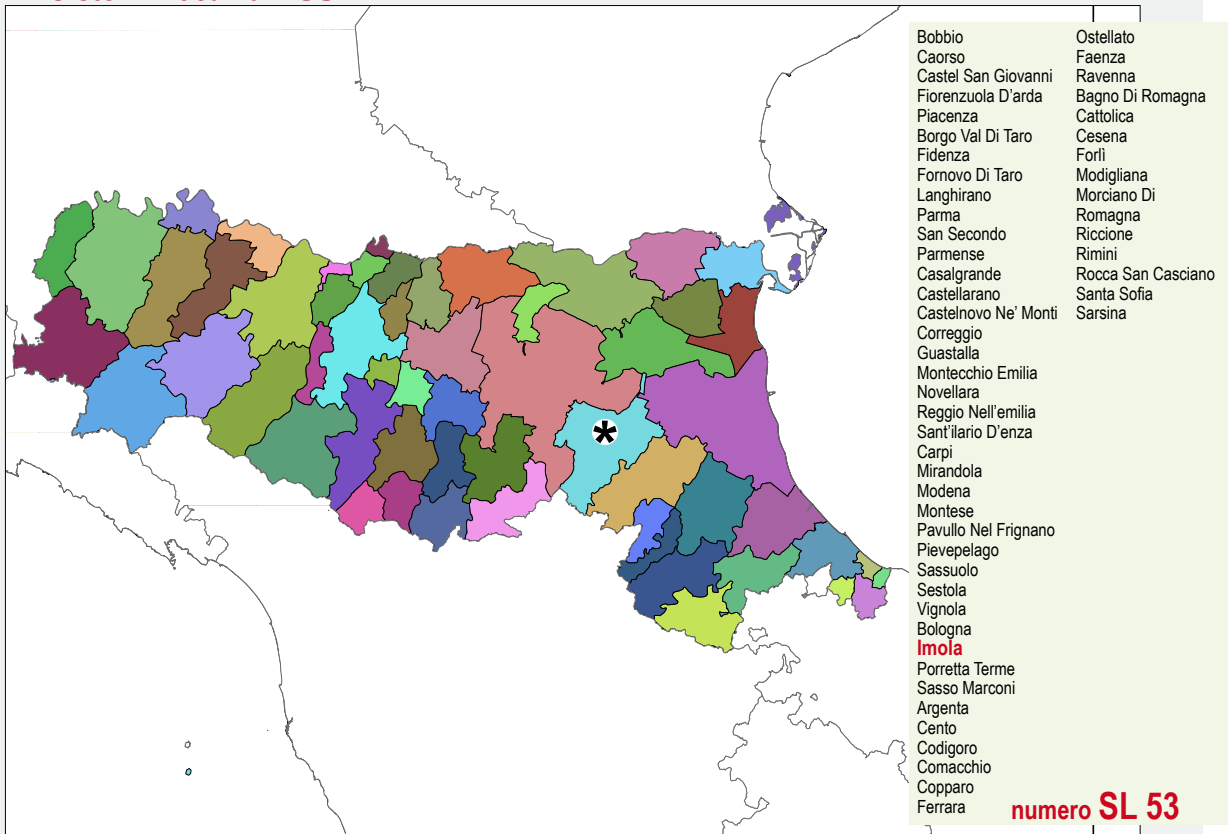 Bobbio
Caorso
Castel San Giovanni
Fiorenzuola D'arda
Piacenza
Borgo Val Di Taro
Fidenza
Fornovo Di Taro
Langhirano
Parma
San Secondo
Parmense
Casalgrande
Castellarano
Castelnovo Ne' Monti
Correggio
Guastalla
Montecchio Emilia
Novellara
Reggio Nell'emilia
Sant'ilario D'enza
Carpi
Mirandola
Modena
Montese
Pavullo Nel Frignano
Pievepelago
Sassuolo
Sestola
Vignola
Bologna
Imola
Porretta Terme
Sasso Marconi
Argenta
Cento
Codigoro
Comacchio
Copparo
Ferrara
Ostellato
Faenza
Ravenna
Bagno Di Romagna
Cattolica
Cesena
Forlì
Modigliana
Morciano Di
Romagna
Riccione
Rimini
Rocca San Casciano
Santa Sofia
Sarsina
numero SL 53
*